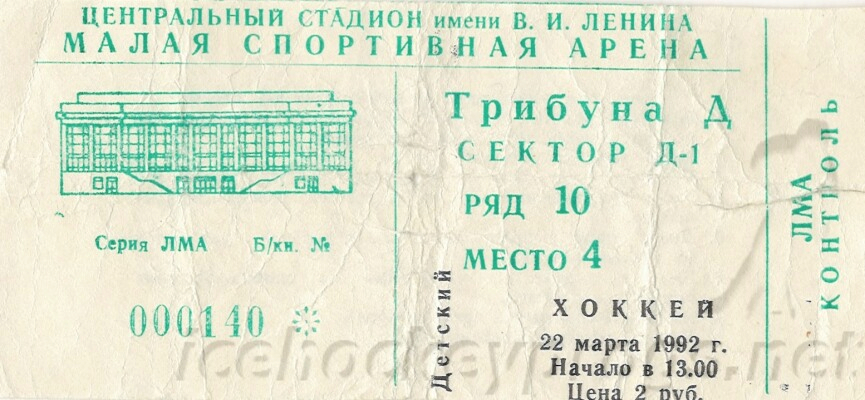 ЦЕНТРАЛЬНЫЙ СТАДИОН имени В. И. ЛЕНИНА
МАЛАЯ СПОРТИВНАЯ АРЕНА
Серия ЛМА Б/кн. №
000140
Трибуна Д
СЕКТОР Д-1
РЯД 10
МЕСТО 4
Детский
ХОККЕЙ
22 марта 1992 г.
Начало в 13.00
Цена 2 руб.
ЛМА
КОНТРОЛЬ